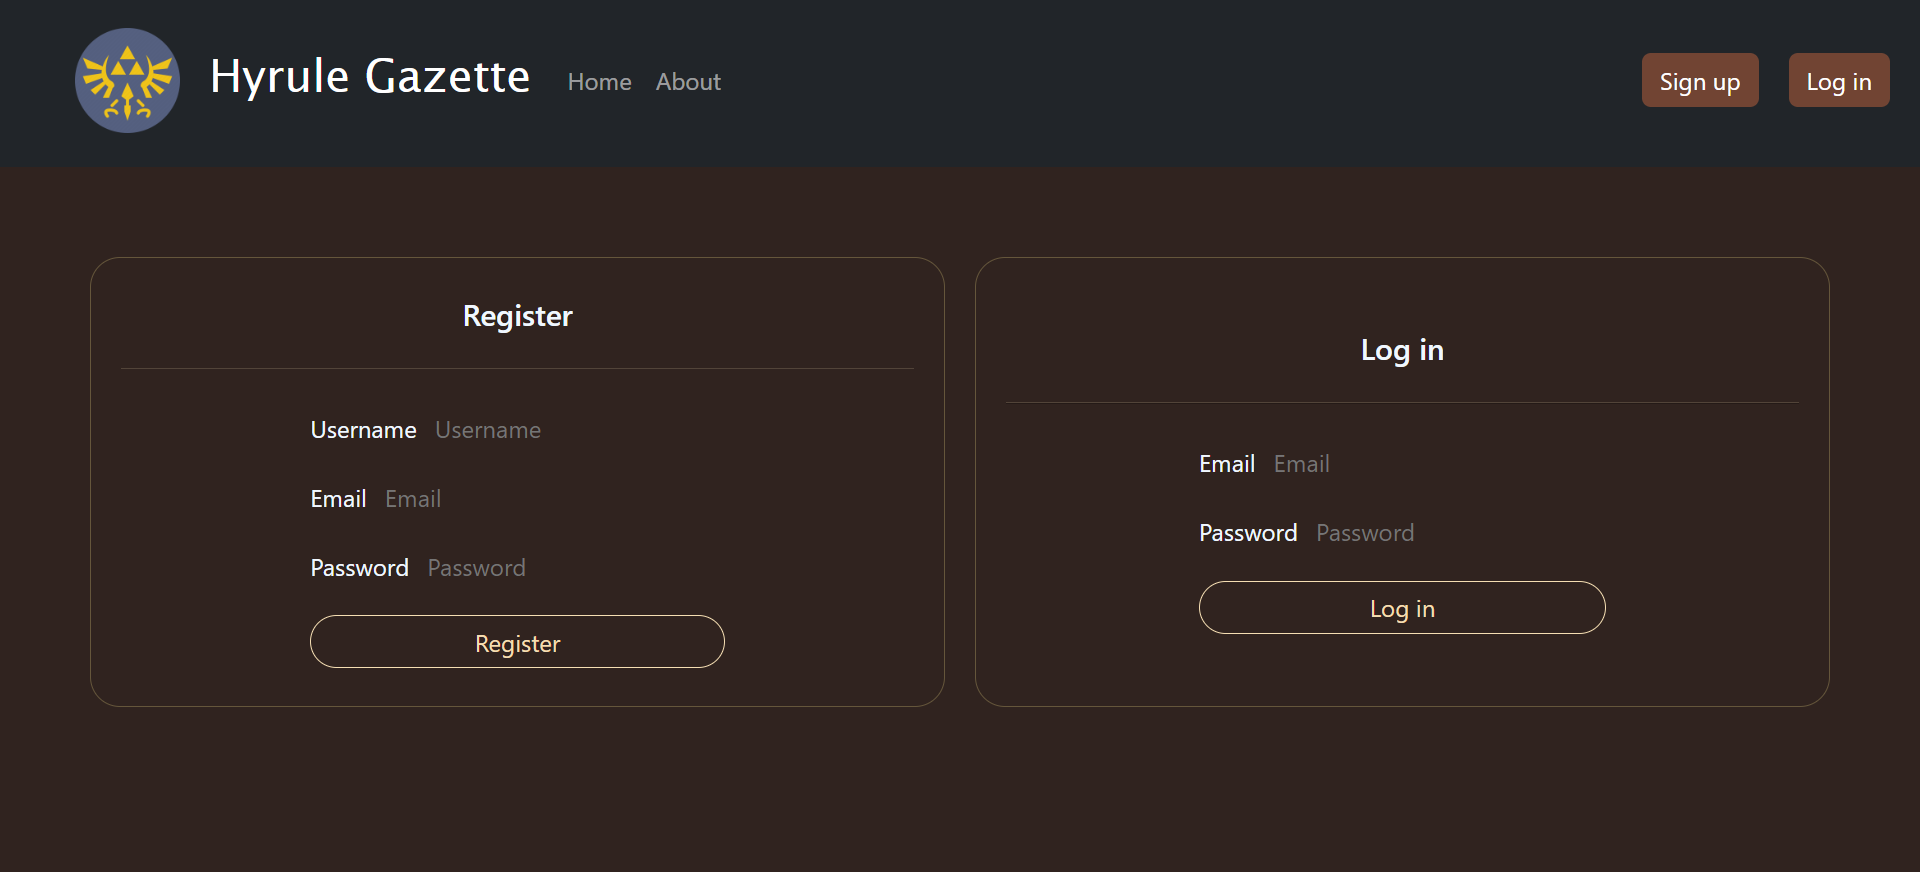 Hyrule Gazette Home About Sign up Log in
Register
Username Username
Email Email
Password Password
Register
Log in
Email Email
Password Password
Log in